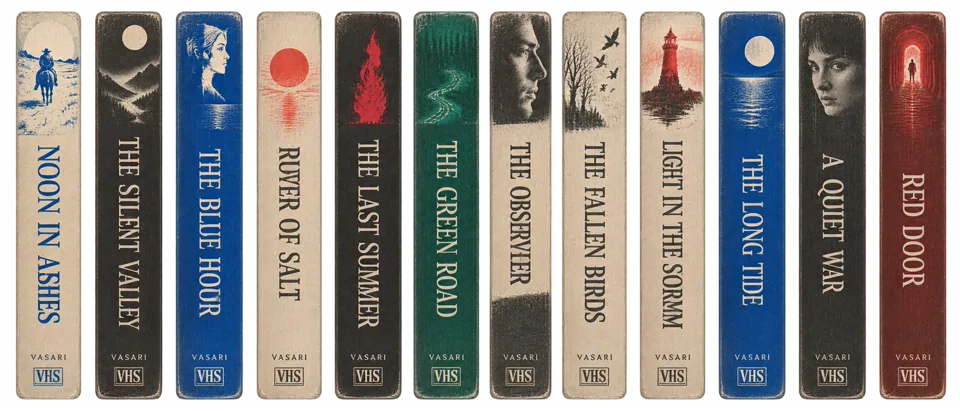 NOON IN ASHES
VASARI
VHS
THE SILENT VALLEY
VASARI
VHS
THE BLUE HOUR
VASARI
VHS
RUVER OF SALT
VASARI
VHS
THE LAST SUMMER
VASARI
VHS
THE GREEN ROAD
VASARI
VHS
THE OBSERVIER
VASARI
VHS
THE FALLEN BIRDS
VASARI
VHS
LIGHT IN THE SORMM
VASARI
VHS
THE LONG TIDE
VASARI
VHS
A QUIET WAR
VASARI
VHS
RED DOOR
VASARI
VHS